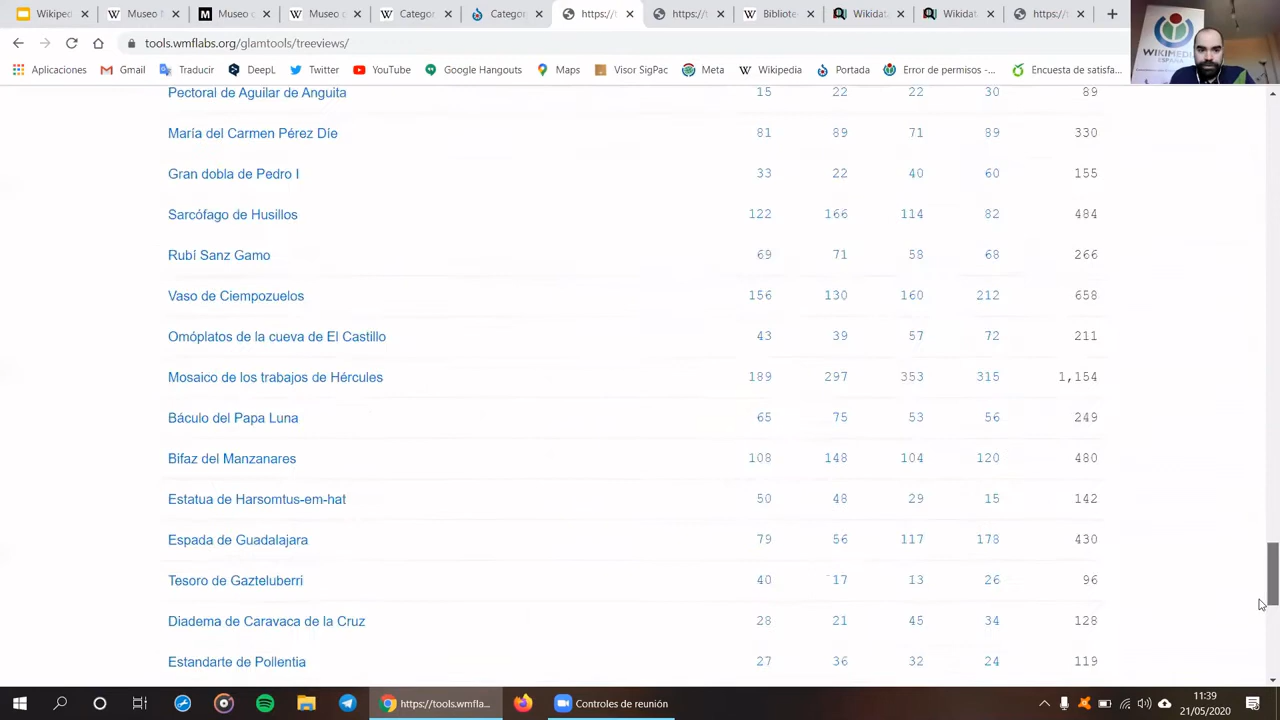 Wikiped
Museo
Museo
Museo
Categor
Categor
https://t
https://t
Bibliote
Wikidat
Wikidat
https://t
tools.wmflabs.org/glamtools/treeviews/
Aplicaciones
Gmail
Traducir
DeepL
Twitter
YouTube
Google gangsets
Maps
Visor SigPac
Meta
Wikipedia
Portada
Error de permisos -...
Encuesta de satisfa...
WIKIMEDIA
ESPAÑA
Pectoral de Aguilar de Anguita 15 22 22 30 89
María del Carmen Pérez Díe 81 89 71 89 330
Gran dobla de Pedro I 33 22 40 60 155
Sarcófago de Husillos 122 166 114 82 484
Rubí Sanz Gamo 69 71 58 68 266
Vaso de Ciempozuelos 156 130 160 212 658
Omóplatos de la cueva de El Castillo 43 39 57 72 211
Mosaico de los trabajos de Hércules 189 297 353 315 1,154
Báculo del Papa Luna 65 75 53 56 249
Bifaz del Manzanares 108 148 104 120 480
Estatua de Harsomtus-em-hat 50 48 29 15 142
Espada de Guadalajara 79 56 117 178 430
Tesoro de Gazteluberri 40 17 13 26 96
Diadema de Caravaca de la Cruz 28 21 45 34 128
Estandarte de Pollentia 27 36 32 24 119
https://tools.wmfla...
Controles de reunión
11:39
21/05/2020